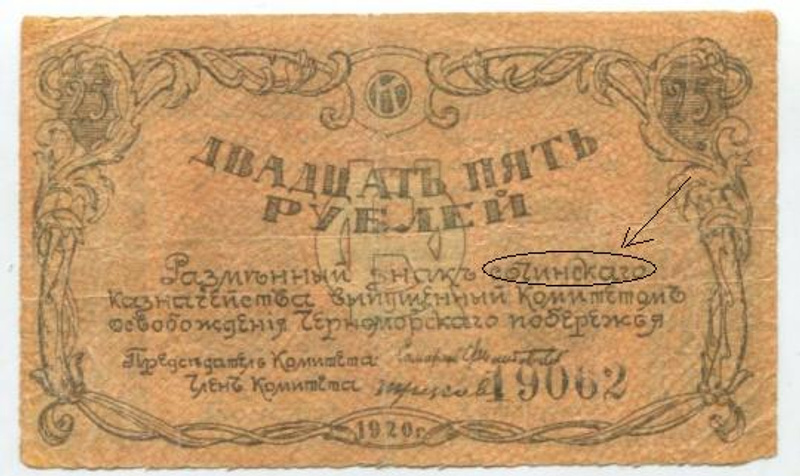 25 25
ДВАДЦАТЬ ПЯТЬ
РУБЛЕЙ
Размѣнный знакъ сочинскаго
казначейства выпущенный комитетомъ
освобожденія Черноморскаго побережья
Предсѣдатель Комитета
Членъ Комитета 19062
1920г.